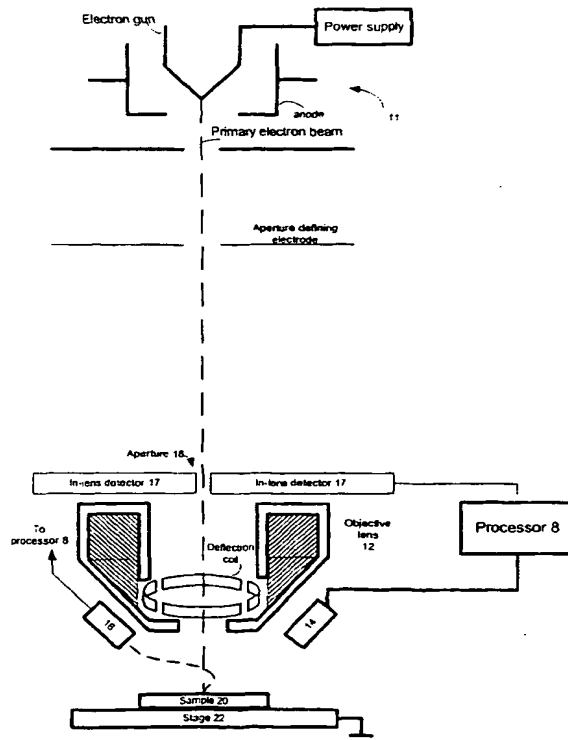 Electron gun
Power supply
anode
11
Primary electron beam
Aperture defining
electrode
Aperture 18
In-lens detector 17
In-lens detector 17
To
processor 8
Deflection
coil
Objective
lens
12
Processor 8
16
14
Sample 20
Stage 22